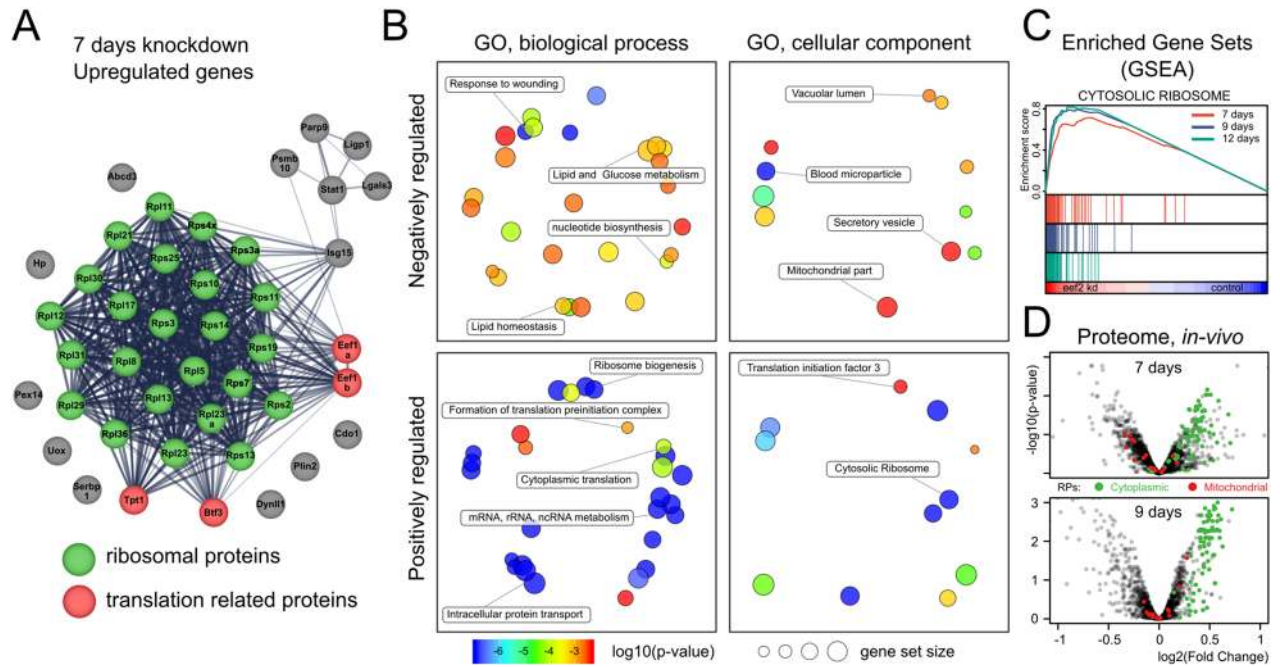 A
7 days knockdown
Upregulated genes
Parp9
Ligp1
Psmb
10
Stat1
Lgals3
Abcd3
Rpl11
Rps4x
Rpl21
Rps3a
Isg15
Rps25
Hp
Rpl30
Rps10
Rpl17
Rps11
Rpl12
Rps3
Rps14
Eef1
a
Rpl31
Rps19
Rpl8
Rpl5
Eef1
b
Rps7
Pex14
Rpl29
Rpl13
Rpl23
a
Rps2
Rpl36
Cdo1
Uox
Rpl23
Rps13
Plin2
Serbp
1
Tpt1
Btf3
Dynll1
ribosomal proteins
translation related proteins
B
GO, biological process
GO, cellular component
Negatively regulated
Response to wounding
Lipid and Glucose metabolism
nucleotide biosynthesis
Lipid homeostasis
Vacuolar lumen
Blood microparticle
Secretory vesicle
Mitochondrial part
Positively regulated
Ribosome biogenesis
Formation of translation preinitiation complex
Cytoplasmic translation
mRNA, rRNA, ncRNA metabolism
Intracellular protein transport
Translation initiation factor 3
Cytosolic Ribosome
-6 -5 -4 -3
log10(p-value)
gene set size
C
Enriched Gene Sets
(GSEA)
CYTOSOLIC RIBOSOME
Enrichment score
0.8
0.4
0.0
7 days
9 days
12 days
eef2 kd
control
D
Proteome, in-vivo
7 days
-log10(p-value)
RPs: Cytoplasmic Mitochondrial
9 days
3
2
1
0
-1 -0.5 0 0.5 1
log2(Fold Change)